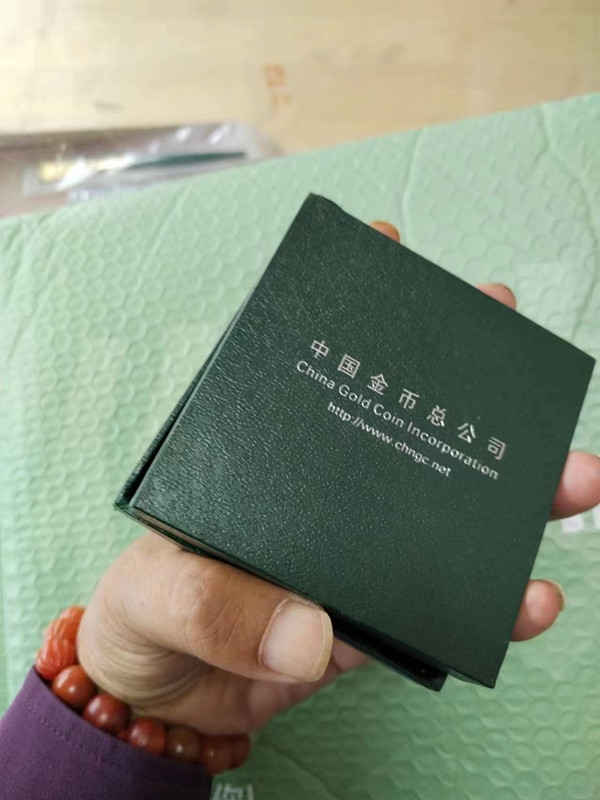 中国金币总公司
China Gold Coin Incorporation
http://www.chngc.net